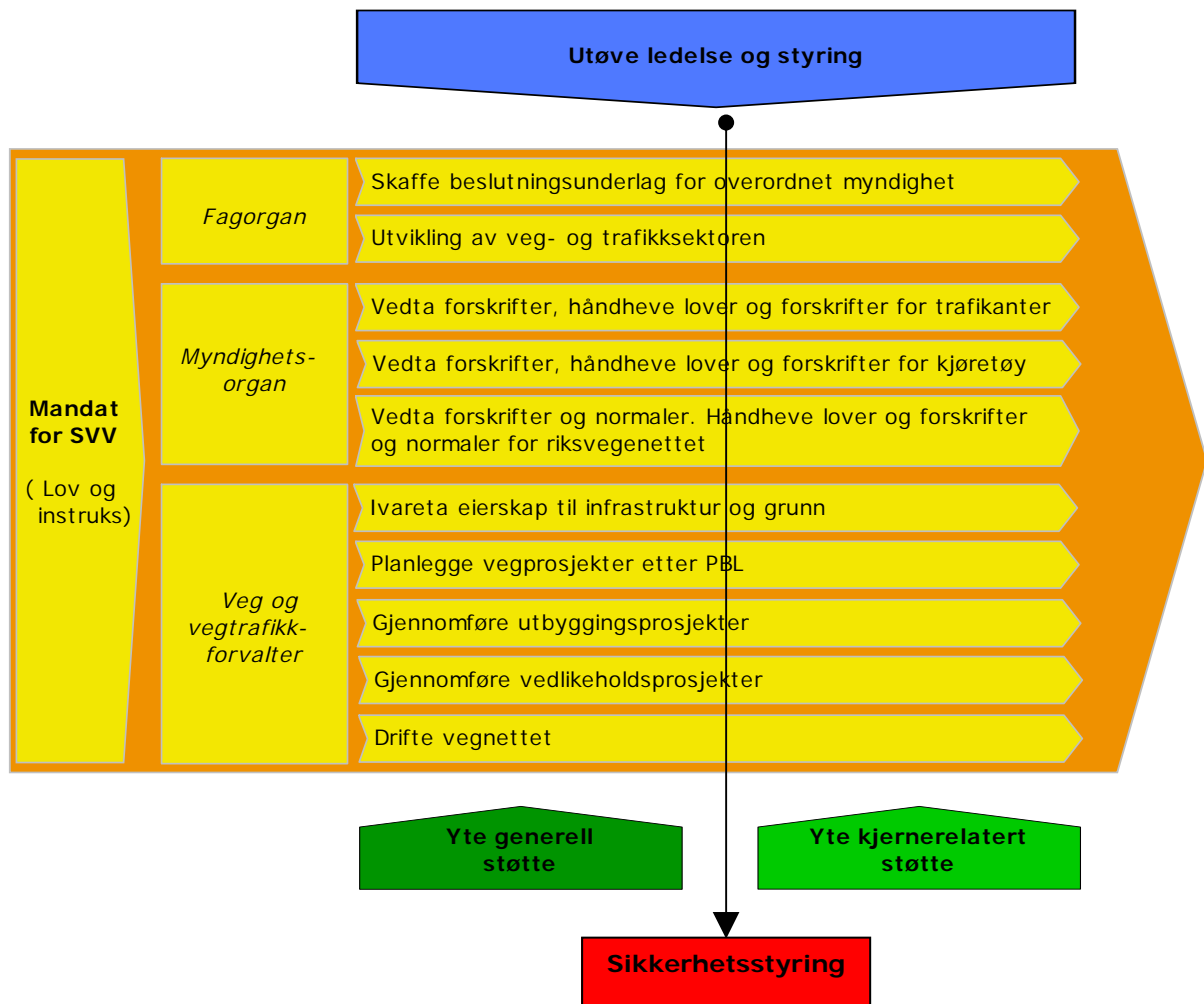 Utøve ledelse og styring
Mandat
for SVV
( Lov og
instruks)
Fagorgan
Skaffe beslutningsunderlag for overordnet myndighet
Utvikling av veg- og trafikksektoren
Myndighets-
organ
Vedta forskrifter, håndheve lover og forskrifter for trafikanter
Vedta forskrifter, håndheve lover og forskrifter for kjøretøy
Vedta forskrifter og normaler. Håndheve lover og forskrifter
og normaler for riksvegenettet
Veg og
vegtrafikk-
forvalter
Ivareta eierskap til infrastruktur og grunn
Planlegge vegprosjekter etter PBL
Gjennomføre utbyggingsprosjekter
Gjennomføre vedlikeholdsprosjekter
Drifte vegnettet
Yte generell
støtte
Yte kjernerelatert
støtte
Sikkerhetsstyring